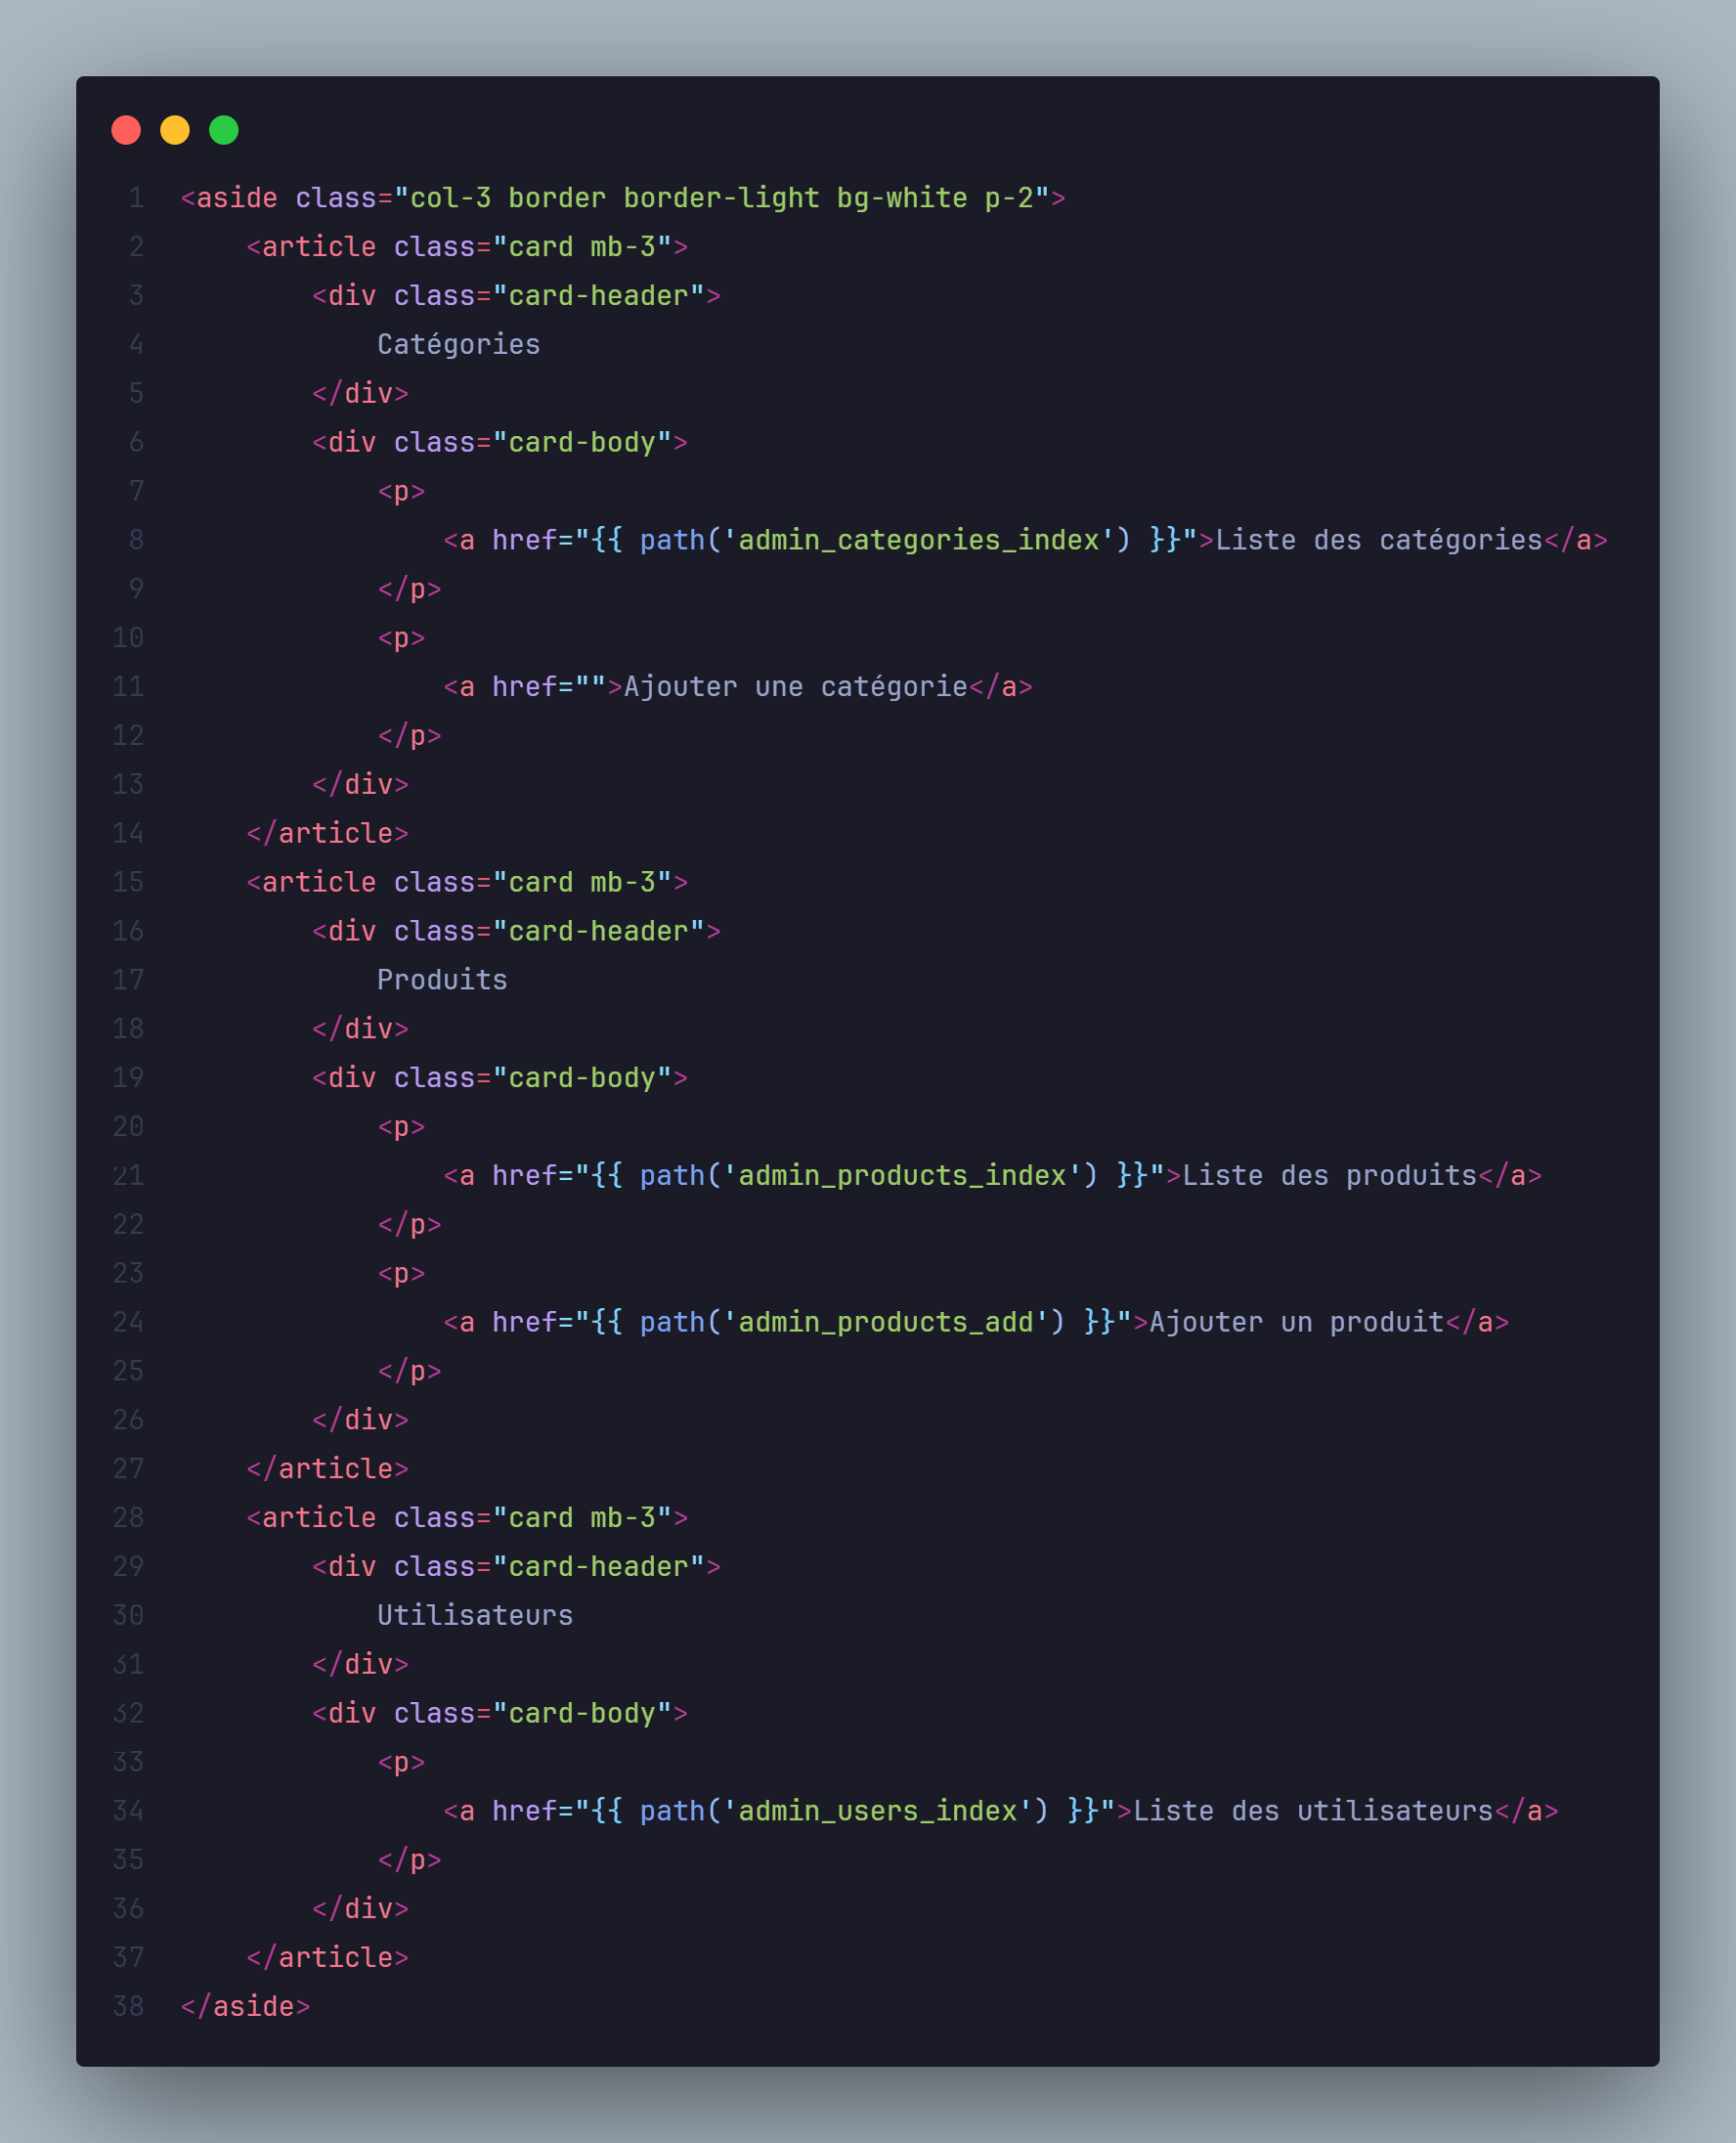 1 <aside class="col-3 border border-light bg-white p-2">
2     <article class="card mb-3">
3         <div class="card-header">
4             Catégories
5         </div>
6         <div class="card-body">
7             <p>
8                 <a href="{{ path('admin_categories_index') }}">Liste des catégories</a>
9             </p>
10             <p>
11                 <a href="">Ajouter une catégorie</a>
12             </p>
13         </div>
14     </article>
15     <article class="card mb-3">
16         <div class="card-header">
17             Produits
18         </div>
19         <div class="card-body">
20             <p>
21                 <a href="{{ path('admin_products_index') }}">Liste des produits</a>
22             </p>
23             <p>
24                 <a href="{{ path('admin_products_add') }}">Ajouter un produit</a>
25             </p>
26         </div>
27     </article>
28     <article class="card mb-3">
29         <div class="card-header">
30             Utilisateurs
31         </div>
32         <div class="card-body">
33             <p>
34                 <a href="{{ path('admin_users_index') }}">Liste des utilisateurs</a>
35             </p>
36         </div>
37     </article>
38 </aside>